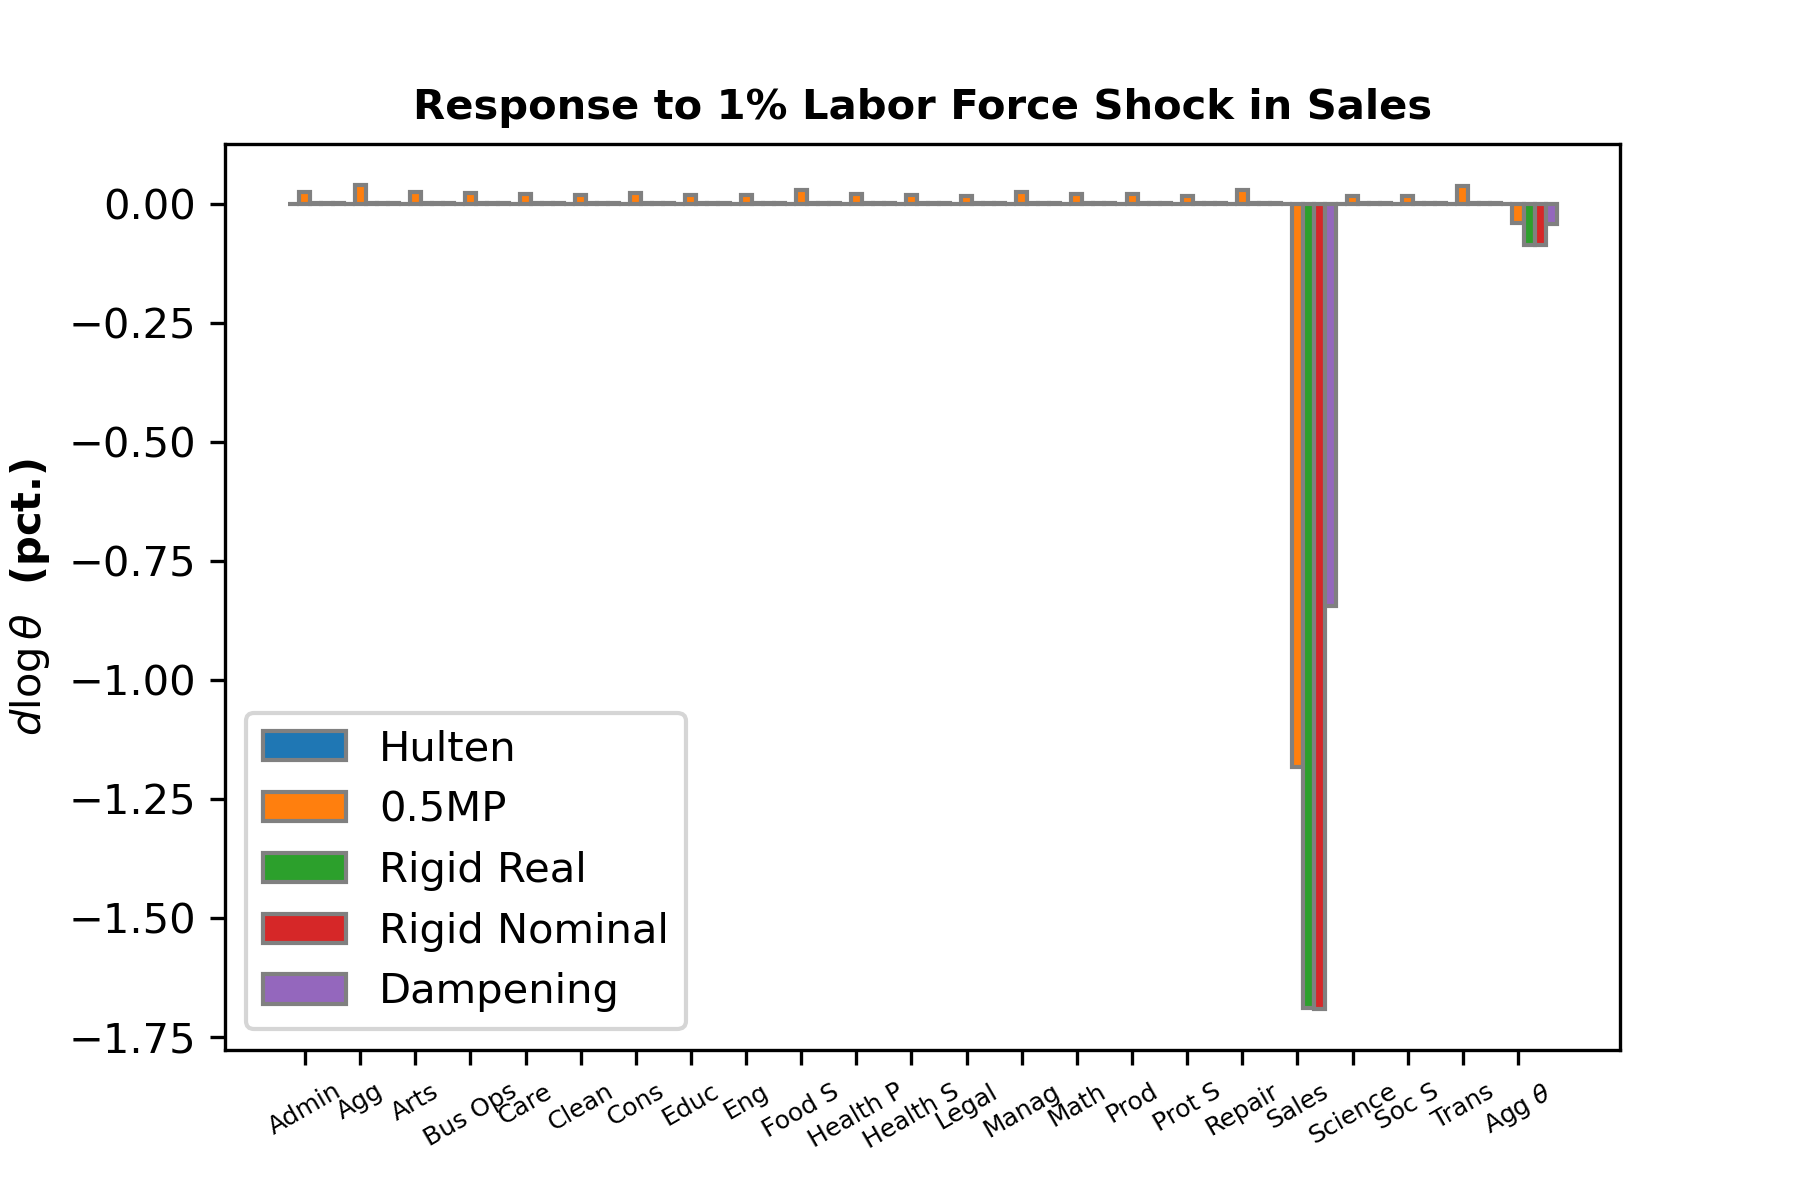 Response to 1% Labor Force Shock in Sales
dlog θ (pct.)
0.00
−0.25
−0.50
−0.75
−1.00
−1.25
−1.50
−1.75
Hulten
0.5MP
Rigid Real
Rigid Nominal
Dampening
Admin
Agg
Arts
Bus Ops
Care
Clean
Cons
Educ
Eng
Food S
Health P
Health S
Legal
Manag
Math
Prod
Prot S
Repair
Sales
Science
Soc S
Trans
Agg θ